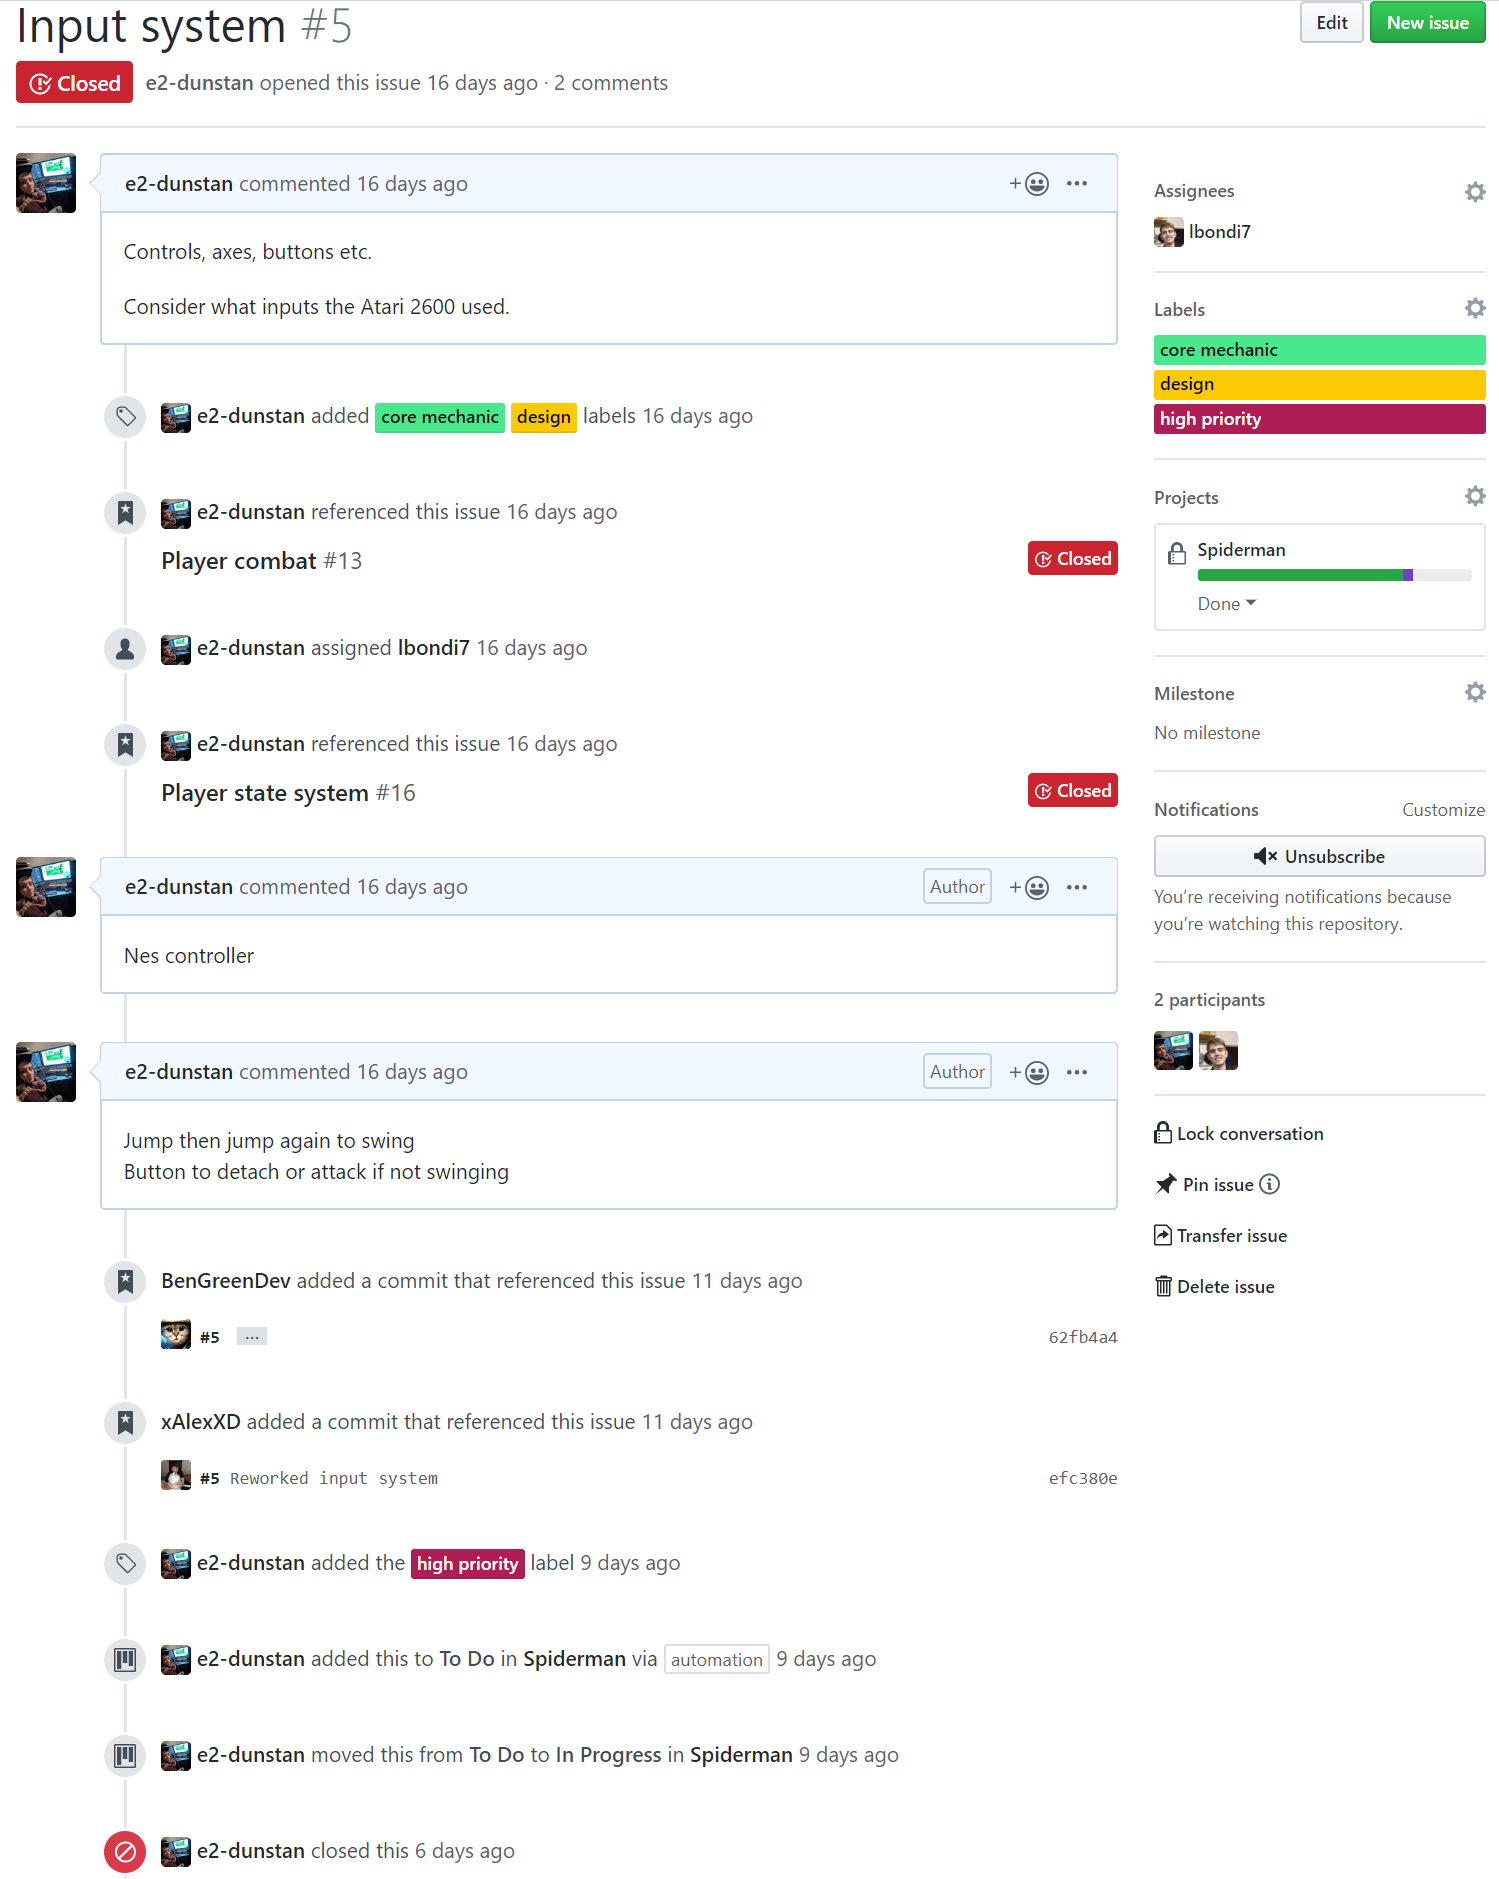 Input system #5
Edit
New issue
Closed
e2-dunstan opened this issue 16 days ago · 2 comments
e2-dunstan commented 16 days ago
Controls, axes, buttons etc.
Consider what inputs the Atari 2600 used.
e2-dunstan added core mechanic design labels 16 days ago
e2-dunstan referenced this issue 16 days ago
Player combat #13
Closed
e2-dunstan assigned lbondi7 16 days ago
e2-dunstan referenced this issue 16 days ago
Player state system #16
Closed
e2-dunstan commented 16 days ago
Author
Nes controller
e2-dunstan commented 16 days ago
Author
Jump then jump again to swing
Button to detach or attack if not swinging
BenGreenDev added a commit that referenced this issue 11 days ago
#5 ...
62fb4a4
xAlexXD added a commit that referenced this issue 11 days ago
#5 Reworked input system
efc380e
e2-dunstan added the high priority label 9 days ago
e2-dunstan added this to To Do in Spiderman via automation 9 days ago
e2-dunstan moved this from To Do to In Progress in Spiderman 9 days ago
e2-dunstan closed this 6 days ago
Assignees
lbondi7
Labels
core mechanic
design
high priority
Projects
Spiderman
Done
Milestone
No milestone
Notifications
Customize
Unsubscribe
You're receiving notifications because
you're watching this repository.
2 participants
Lock conversation
Pin issue
Transfer issue
Delete issue